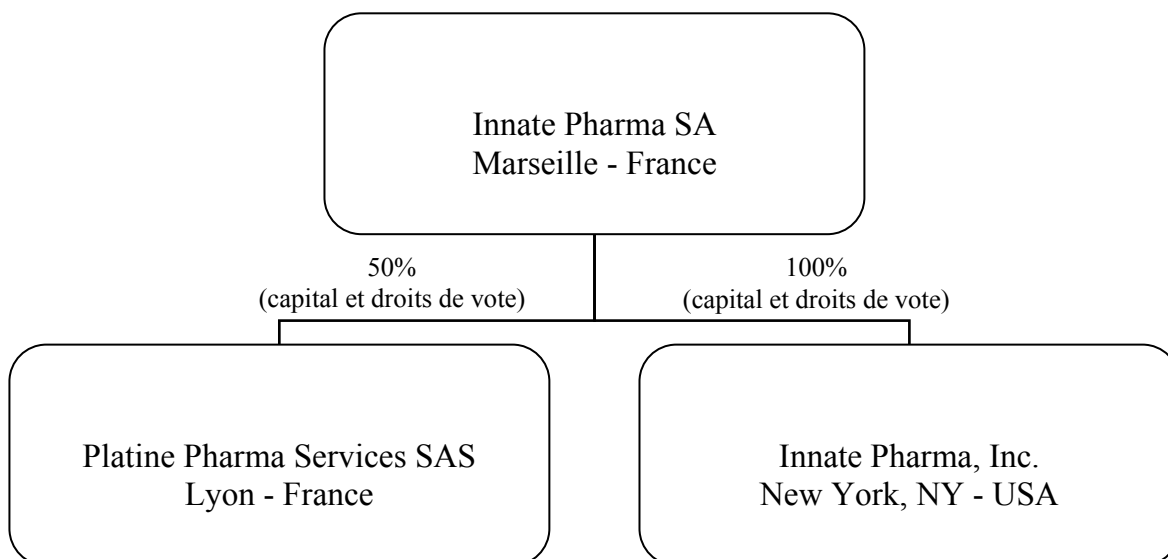 Innate Pharma SA
Marseille - France
50%
(capital et droits de vote)
100%
(capital et droits de vote)
Platine Pharma Services SAS
Lyon - France
Innate Pharma, Inc.
New York, NY - USA